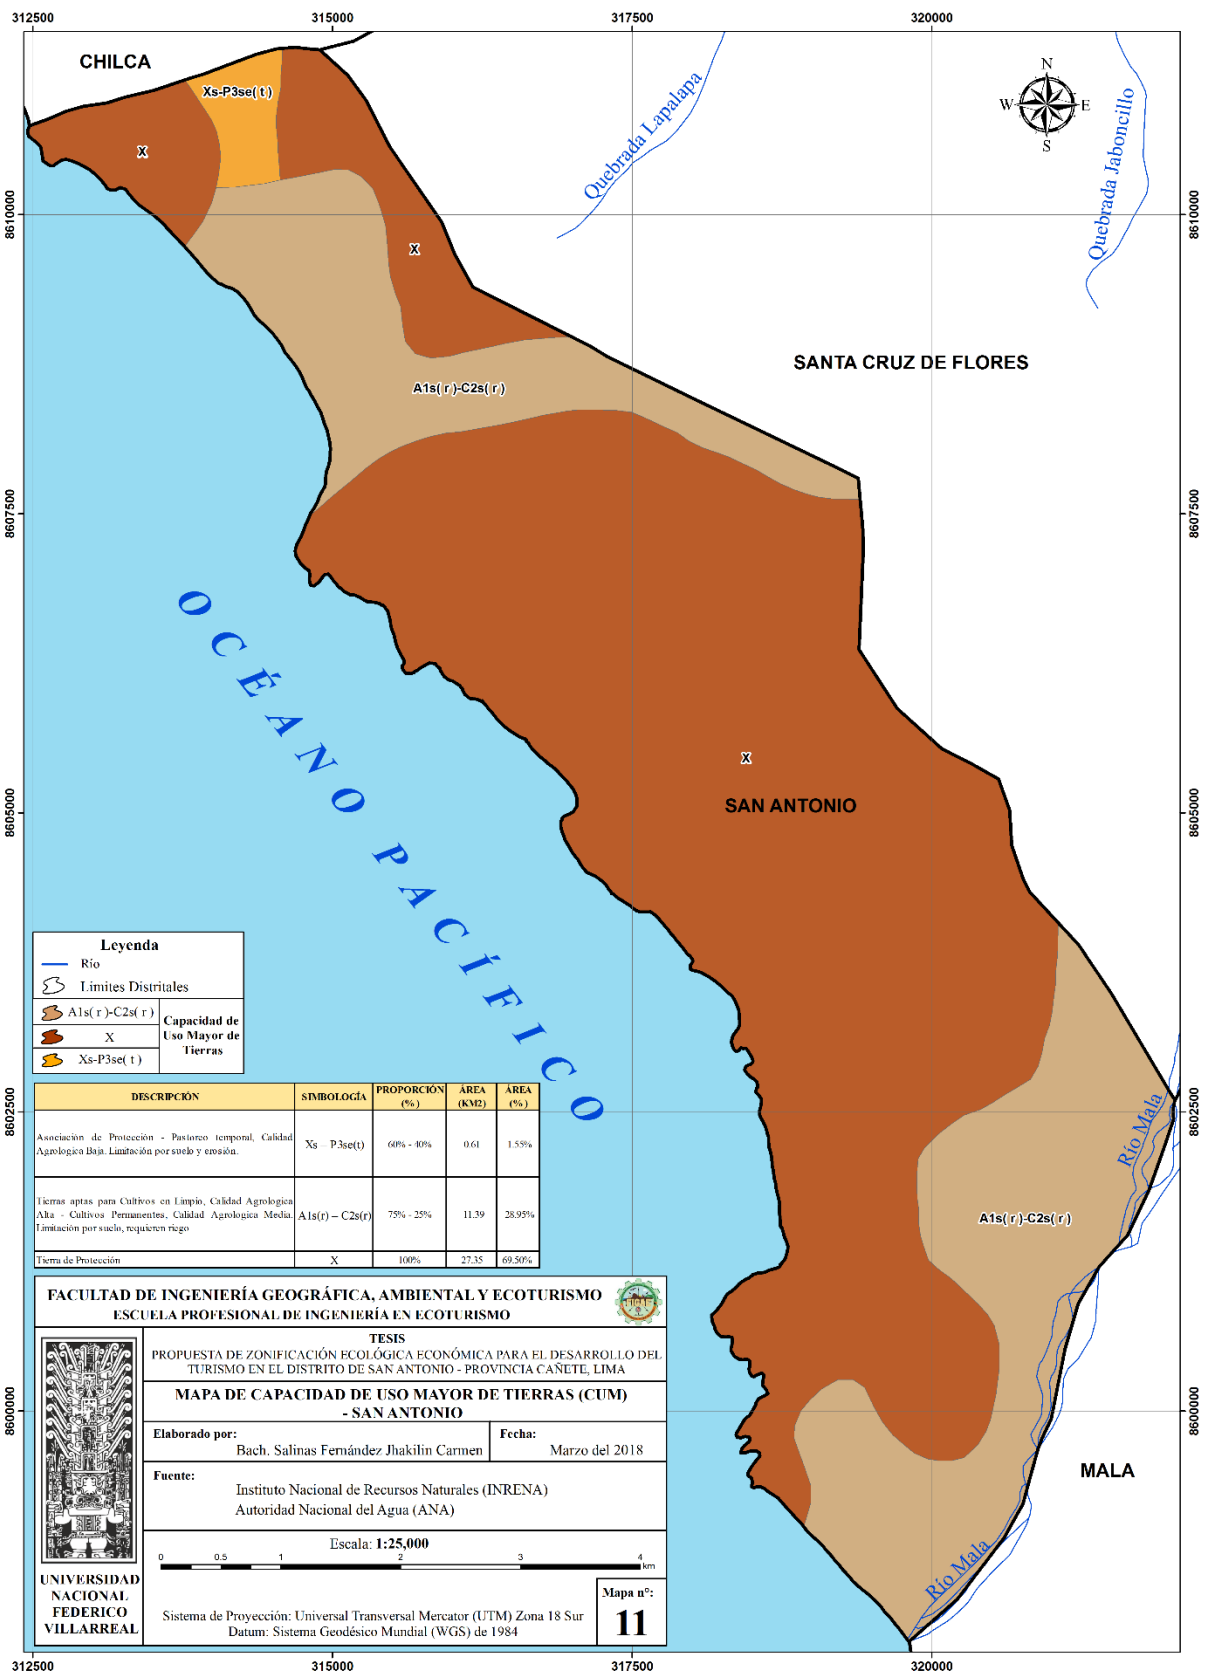 312500
315000
317500
320000
CHILCA
Xs-P3se( t )
X
Quebrada Lapalapa
N
W
E
S
Quebrada Jaboncillo
8610000
8610000
X
SANTA CRUZ DE FLORES
A1s( r )-C2s( r )
8607500
8607500
OCÉANO PACÍFICO
X
SAN ANTONIO
8605000
8605000
Leyenda
Río
Limites Distritales
A1s( r )-C2s( r )
X
Xs-P3se( t )
Capacidad de
Uso Mayor de
Tierras
8602500
8602500
Río Mala
A1s( r )-C2s( r )
DESCRIPCIÓN
SIMBOLOGÍA
PROPORCIÓN (%)
ÁREA (KM2)
ÁREA (%)
Asociación de Protección - Pastoreo temporal, Calidad
Agrologica Baja. Limitación por suelo y erosión.
Xs – P3se(t)
60% - 40%
0.61
1.55%
Tierras aptas para Cultivos en Limpio, Calidad Agrologica
Alta - Cultivos Permanentes, Calidad Agrologica Media.
Limitación por suelo, requieren riego
A1s(r) – C2s(r)
75% - 25%
11.39
28.95%
Tierra de Protección
X
100%
27.35
69.50%
FACULTAD DE INGENIERÍA GEOGRÁFICA, AMBIENTAL Y ECOTURISMO
ESCUELA PROFESIONAL DE INGENIERÍA EN ECOTURISMO
TESIS
PROPUESTA DE ZONIFICACIÓN ECOLÓGICA ECONÓMICA PARA EL DESARROLLO DEL
TURISMO EN EL DISTRITO DE SAN ANTONIO - PROVINCIA CAÑETE, LIMA
MAPA DE CAPACIDAD DE USO MAYOR DE TIERRAS (CUM)
- SAN ANTONIO
Elaborado por:
Bach. Salinas Fernández Jhakilin Carmen
Fecha:
Marzo del 2018
Fuente:
Instituto Nacional de Recursos Naturales (INRENA)
Autoridad Nacional del Agua (ANA)
Escala: 1:25,000
0 0.5 1 2 3 4
km
UNIVERSIDAD
NACIONAL
FEDERICO
VILLARREAL
Sistema de Proyección: Universal Transversal Mercator (UTM) Zona 18 Sur
Datum: Sistema Geodésico Mundial (WGS) de 1984
Mapa n°:
11
8600000
8600000
MALA
Río Mala
312500
315000
317500
320000